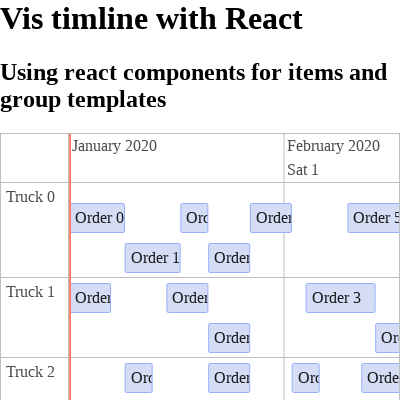 Vis timline with React
Using react components for items and
group templates
January 2020
February 2020
Sat 1
Truck 0
Order 0
Orc
Order
Order 5
Order 1
Order
Truck 1
Order
Order
Order 3
Order
Or
Truck 2
Orc
Order
Orc
Orde